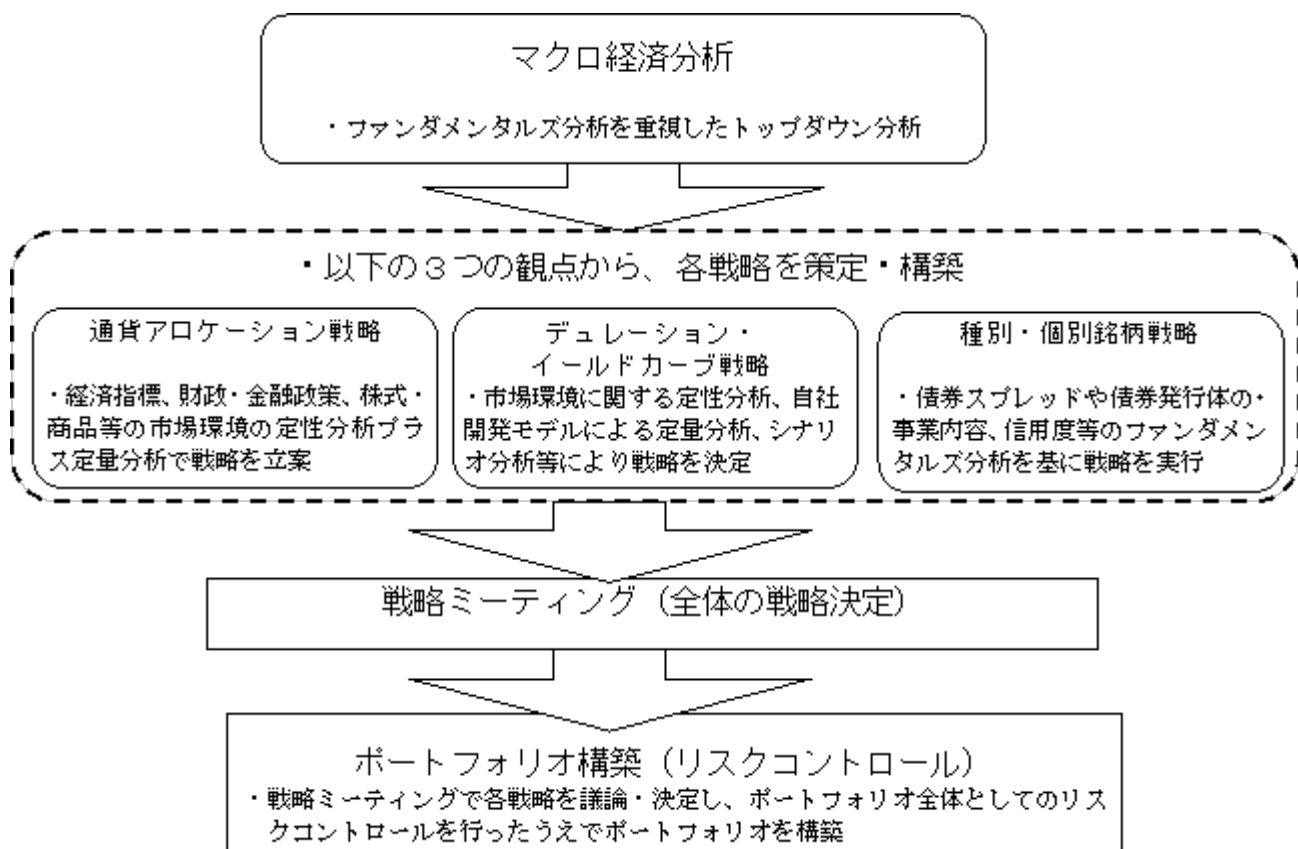 マクロ経済分析
・ファンダメンタルズ分析を重視したトップダウン分析
・以下の３つの観点から、各戦略を策定・構築
通貨アロケーション戦略
・経済指標、財政・金融政策、株式・
商品等の市場環境の定性分析プラ
ス定量分析で戦略を立案
デュレーション・
イールドカーブ戦略
・市場環境に関する定性分析、自社
開発モデルによる定量分析、シナリ
オ分析等により戦略を決定
種別・個別銘柄戦略
・債券スプレッドや債券発行体の・
事業内容、信用度等のファンダメン
タルズ分析を基に戦略を実行
戦略ミーティング（全体の戦略決定）
ポートフォリオ構築（リスクコントロール）
・戦略ミーティングで各戦略を議論・決定し、ポートフォリオ全体としてのリス
クコントロールを行ったうえでポートフォリオを構築